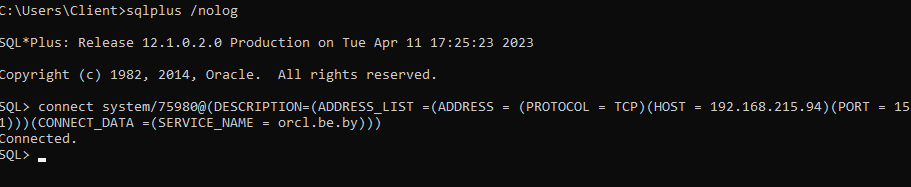 C:\Users\Client>sqlplus /nolog
SQL*Plus: Release 12.1.0.2.0 Production on Tue Apr 11 17:25:23 2023
Copyright (c) 1982, 2014, Oracle.  All rights reserved.
SQL> connect system/75980@(DESCRIPTION=(ADDRESS_LIST =(ADDRESS = (PROTOCOL = TCP)(HOST = 192.168.215.94)(PORT = 15
1)))(CONNECT_DATA =(SERVICE_NAME = orcl.be.by)))
Connected.
SQL>